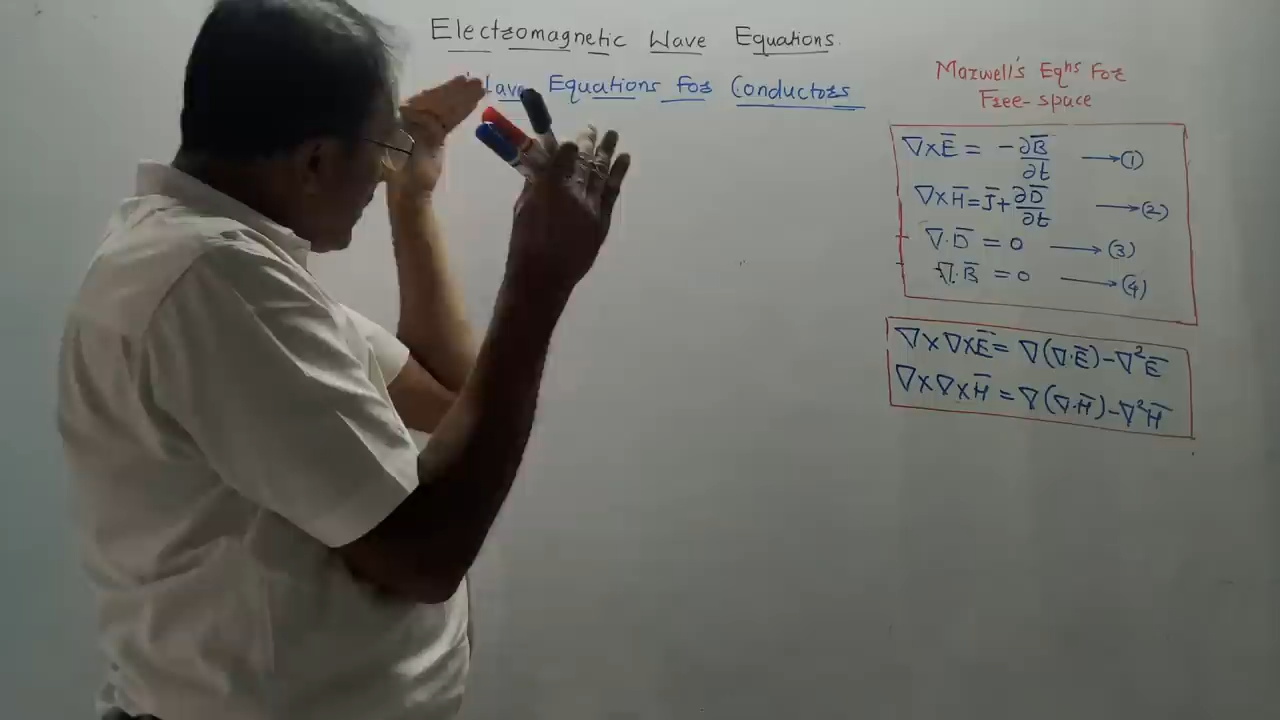 Electromagnetic Wave Equations.
Wave Equations for Conductors
Maxwell's Eqns For
Free-space
∇×E̅ = -∂B̅/∂t → (1)
∇×H̅ = J̅+∂D̅/∂t → (2)
∇.D̅ = 0 → (3)
∇.B̅ = 0 → (4)
∇×∇×E̅ = ∇(∇.E̅)-∇²E̅
∇×∇×H̅ = ∇(∇.H̅)-∇²H̅